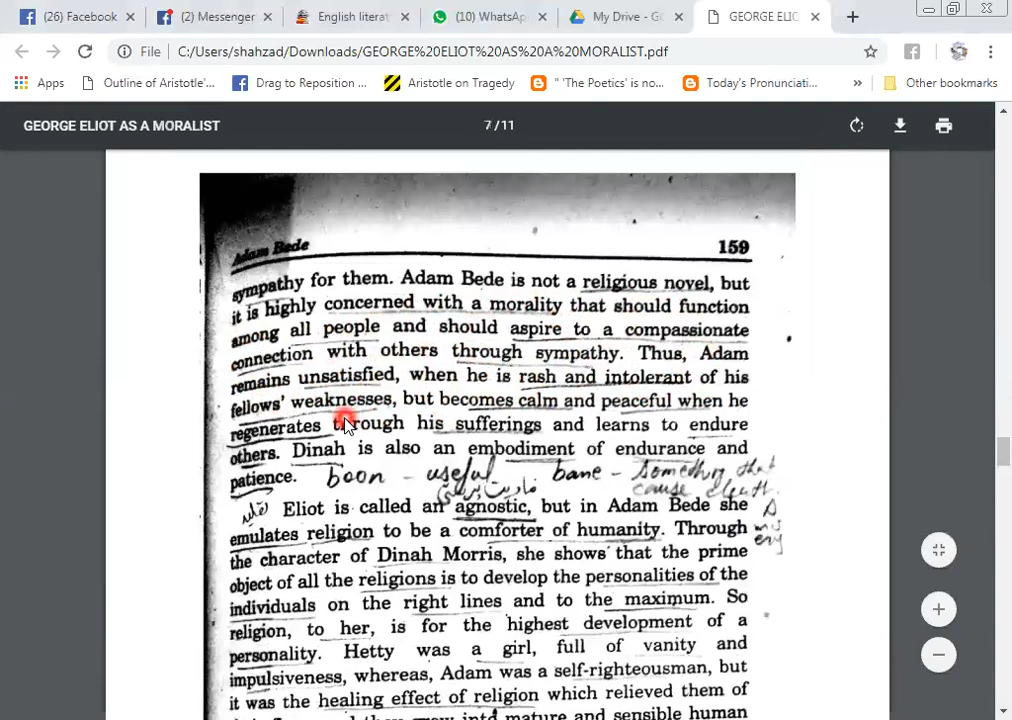 (26) Facebook
(2) Messenger
English literat
(10) WhatsAp
My Drive - G
GEORGE ELIO
File C:/Users/shahzad/Downloads/GEORGE%20ELIOT%20AS%20A%20MORALIST.pdf
Apps Outline of Aristotle'... Drag to Reposition ... Aristotle on Tragedy " 'The Poetics' is no... Today's Pronunciati... » Other bookmarks
GEORGE ELIOT AS A MORALIST 7 / 11
Adam Bede 159
sympathy for them. Adam Bede is not a religious novel, but
it is highly concerned with a morality that should function
among all people and should aspire to a compassionate
connection with others through sympathy. Thus, Adam
remains unsatisfied, when he is rash and intolerant of his
fellows' weaknesses, but becomes calm and peaceful when he
regenerates through his sufferings and learns to endure
others. Dinah is also an embodiment of endurance and
patience. boon - useful bane - Something that
cause
Eliot is called an agnostic, but in Adam Bede she
emulates religion to be a comforter of humanity. Through
the character of Dinah Morris, she shows that the prime
object of all the religions is to develop the personalities of the
individuals on the right lines and to the maximum. So
religion, to her, is for the highest development of a
personality. Hetty was a girl, full of vanity and
impulsiveness, whereas, Adam was a self-righteousman, but
it was the healing effect of religion which relieved them of
mature and sensible human